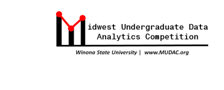 Midwest Undergraduate Data
Analytics Competition
Winona State University | www.MUDAC.org